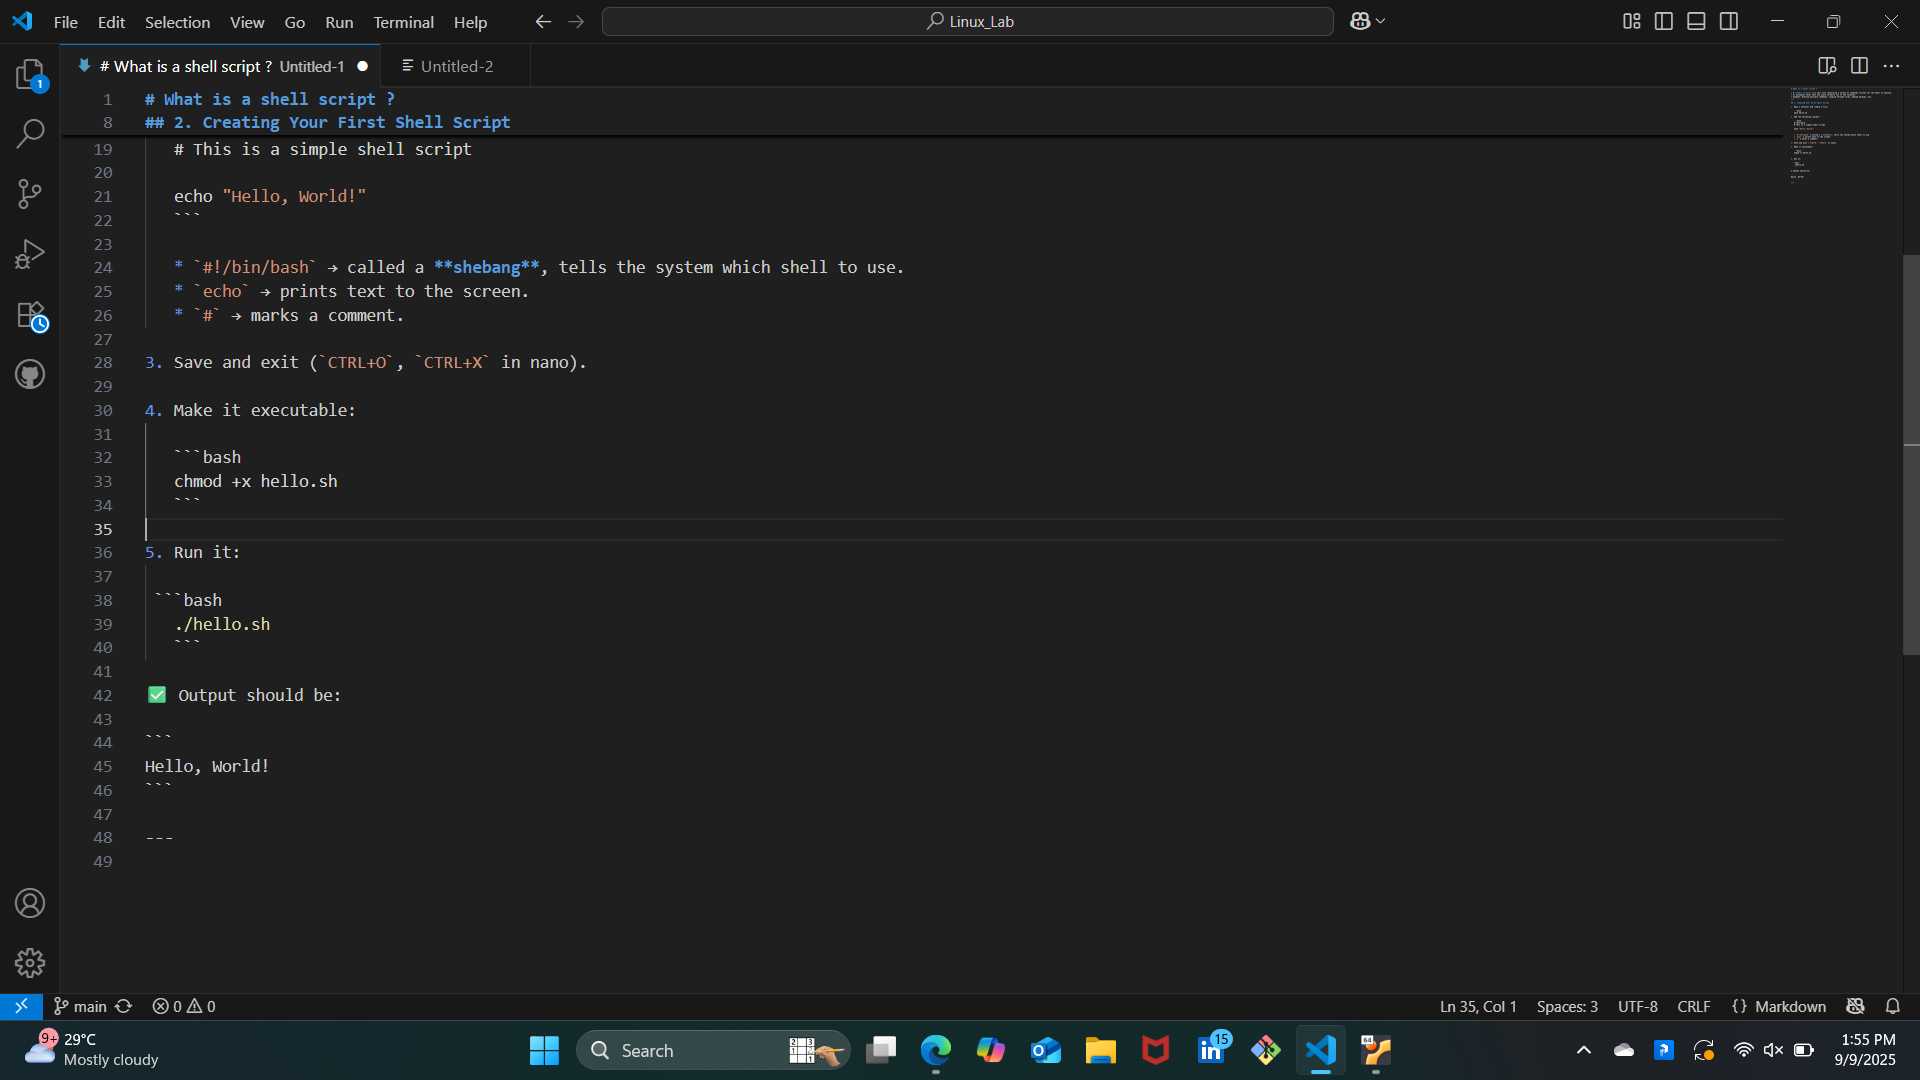 File Edit Selection View Go Run Terminal Help
Linux_Lab
1
# What is a shell script ? Untitled-1
Untitled-2
1 # What is a shell script ?
8 ## 2. Creating Your First Shell Script
19 # This is a simple shell script
20
21 echo "Hello, World!"
22 ```
23
24 * `#!/bin/bash` → called a **shebang**, tells the system which shell to use.
25 * `echo` → prints text to the screen.
26 * `#` → marks a comment.
27
28 3. Save and exit (`CTRL+O`, `CTRL+X` in nano).
29
30 4. Make it executable:
31
32 ```bash
33 chmod +x hello.sh
34 ```
35
36 5. Run it:
37
38 ```bash
39 ./hello.sh
40 ```
41
42 ✅ Output should be:
43
44 ```
45 Hello, World!
46 ```
47
48 ---
49
main 0 0 Ln 35, Col 1 Spaces: 3 UTF-8 CRLF {} Markdown
9+ 29°C
Mostly cloudy
Search
15
64
1:55 PM
9/9/2025